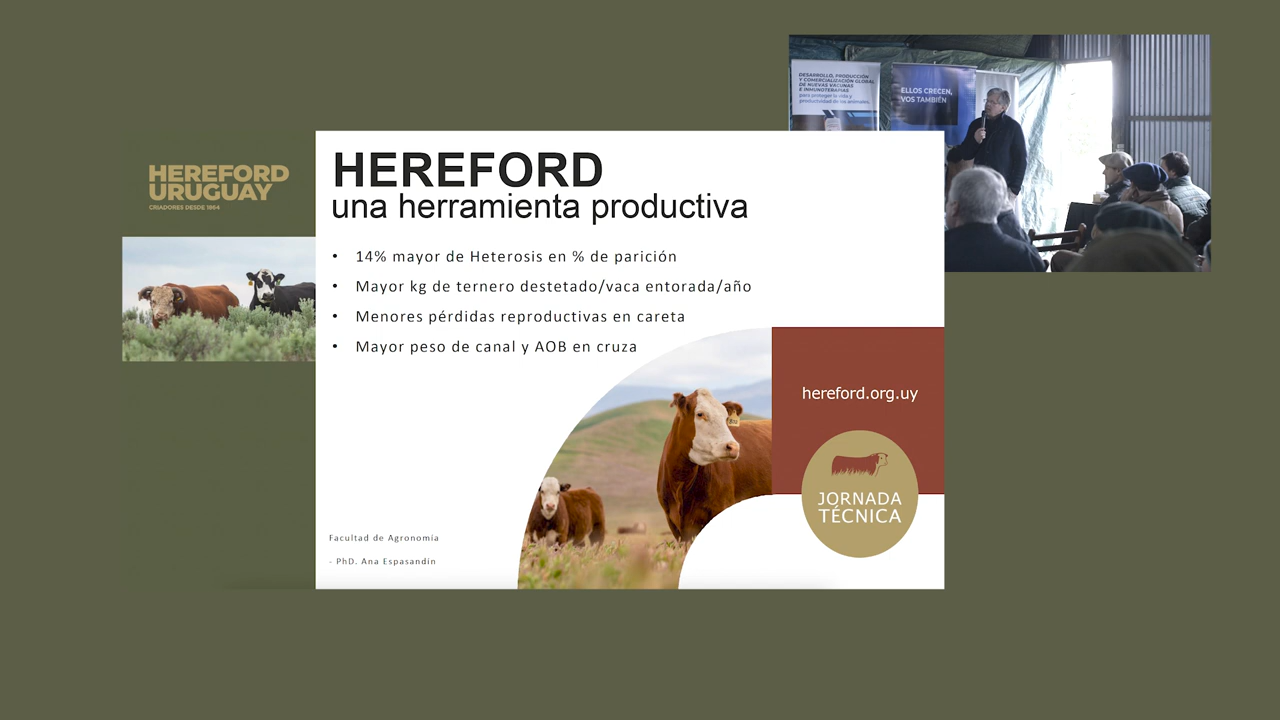 HEREFORD
URUGUAY
CRIADORES DESDE 1864
HEREFORD
una herramienta productiva
• 14% mayor de Heterosis en % de parición
• Mayor kg de ternero destetado/vaca entorada/año
• Menores pérdidas reproductivas en careta
• Mayor peso de canal y AOB en cruza
hereford.org.uy
JORNADA
TÉCNICA
Facultad de Agronomía
- PhD. Ana Espasandín
DESARROLLO, PRODUCCIÓN
Y COMERCIALIZACIÓN GLOBAL
DE NUEVAS VACUNAS
E INMUNOTERAPIAS
para proteger la vida y
productividad de los animales.
ELLOS CRECEN,
VOS TAMBIÉN